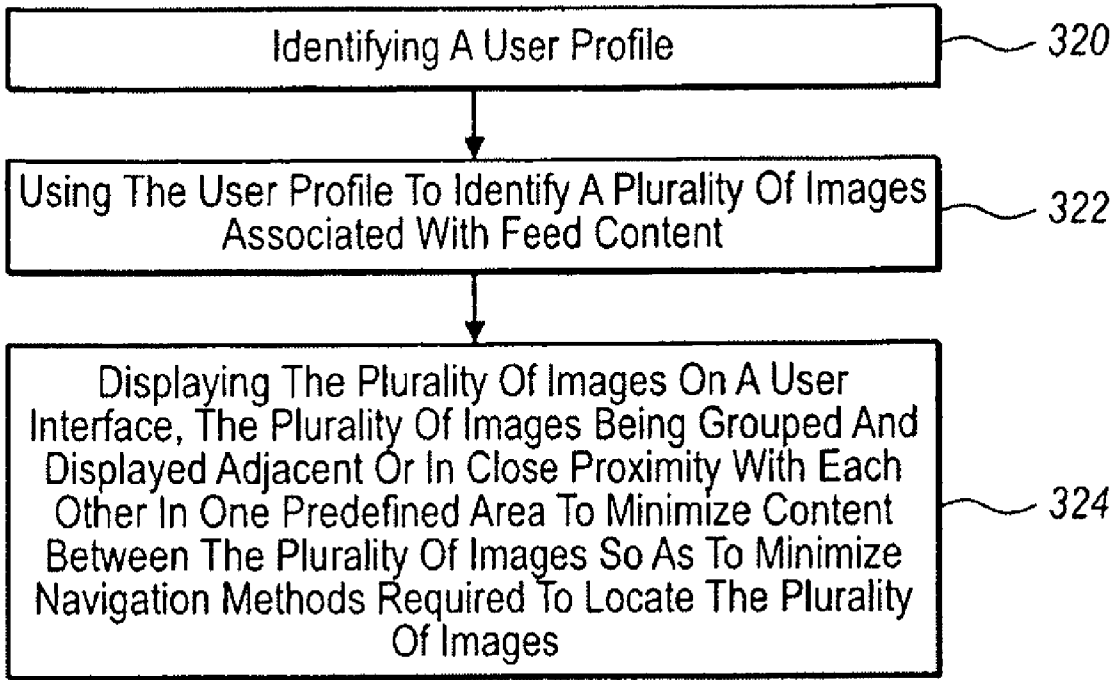 Identifying A User Profile
320
Using The User Profile To Identify A Plurality Of Images
Associated With Feed Content
322
Displaying The Plurality Of Images On A User
Interface, The Plurality Of Images Being Grouped And
Displayed Adjacent Or In Close Proximity With Each
Other In One Predefined Area To Minimize Content
Between The Plurality Of Images So As To Minimize
Navigation Methods Required To Locate The Plurality
Of Images
324